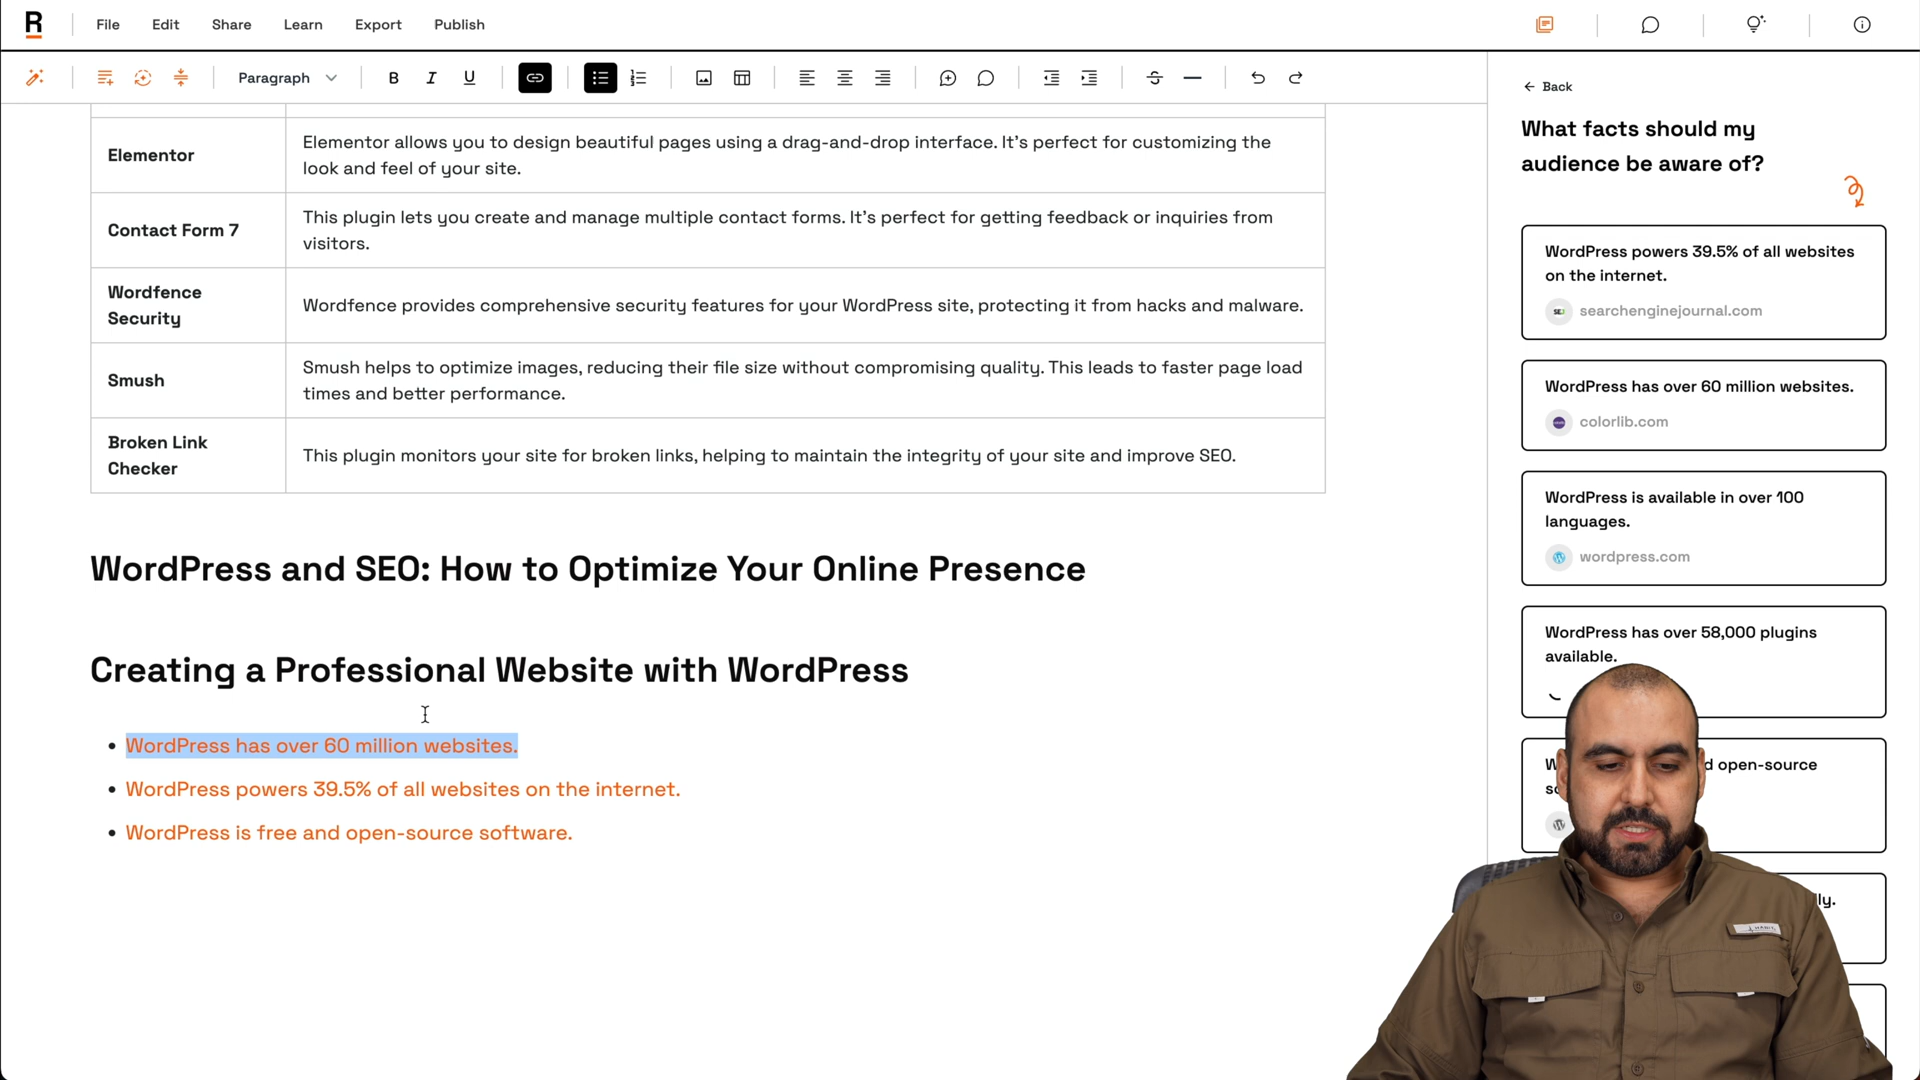 R
File Edit Share Learn Export Publish
Paragraph B I U
Elementor
Elementor allows you to design beautiful pages using a drag-and-drop interface. It's perfect for customizing the
look and feel of your site.
Contact Form 7
This plugin lets you create and manage multiple contact forms. It's perfect for getting feedback or inquiries from
visitors.
Wordfence
Security
Wordfence provides comprehensive security features for your WordPress site, protecting it from hacks and malware.
Smush
Smush helps to optimize images, reducing their file size without compromising quality. This leads to faster page load
times and better performance.
Broken Link
Checker
This plugin monitors your site for broken links, helping to maintain the integrity of your site and improve SEO.
WordPress and SEO: How to Optimize Your Online Presence
Creating a Professional Website with WordPress
WordPress has over 60 million websites.
WordPress powers 39.5% of all websites on the internet.
WordPress is free and open-source software.
Back
What facts should my
audience be aware of?
WordPress powers 39.5% of all websites
on the internet.
searchenginejournal.com
WordPress has over 60 million websites.
colorlib.com
WordPress is available in over 100
languages.
wordpress.com
WordPress has over 58,000 plugins
available.
d open-source
ly.